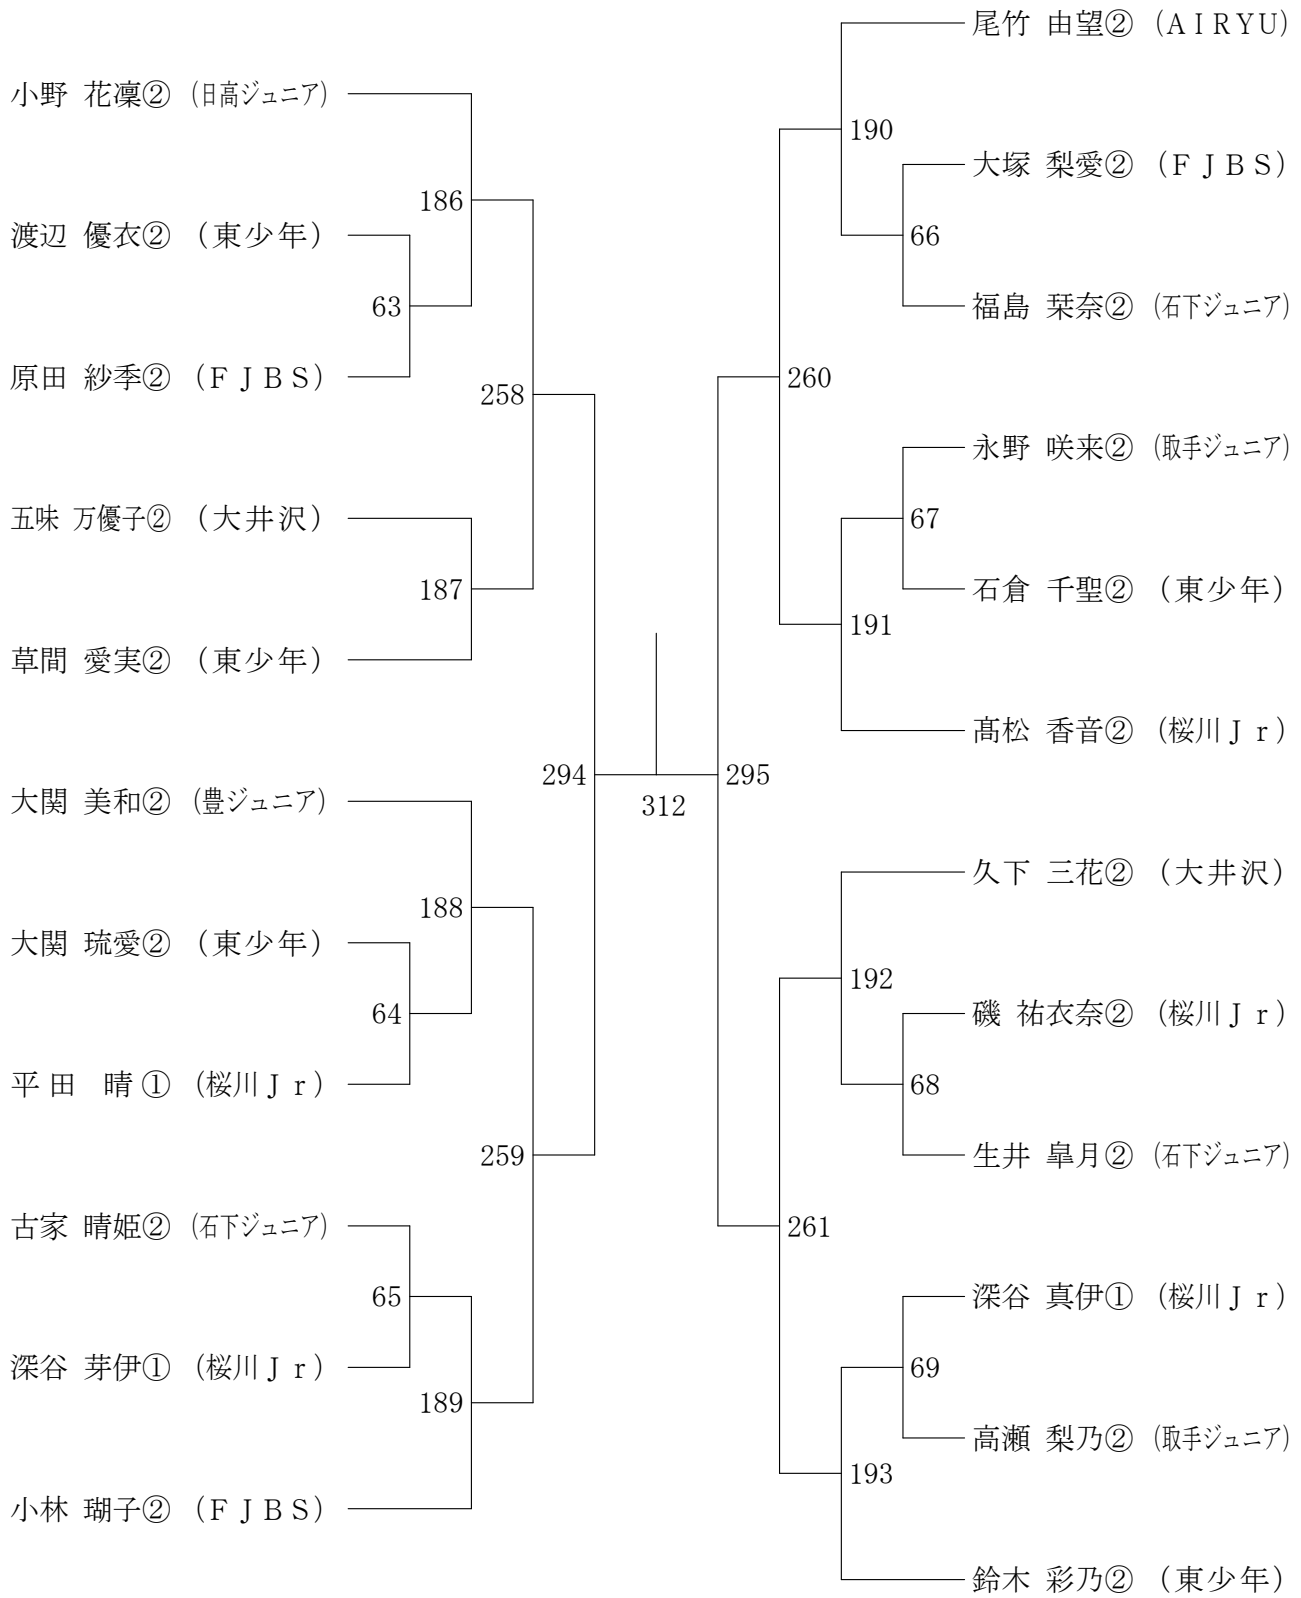 小野 花凜② (日高ジュニア)
186
渡辺 優衣② (東少年)
63
原田 紗季② (FJBS)
258
五味 万優子② (大井沢)
187
草間 愛実② (東少年)
294
大関 美和② (豊ジュニア)
188
大関 琉愛② (東少年)
64
平田 晴① (桜川Jr)
259
古家 晴姫② (石下ジュニア)
65
深谷 芽伊① (桜川Jr)
189
小林 瑚子② (FJBS)
312
尾竹 由望② (AIRYU)
190
大塚 梨愛② (FJBS)
66
福島 栞奈② (石下ジュニア)
260
永野 咲来② (取手ジュニア)
67
石倉 千聖② (東少年)
191
髙松 香音② (桜川Jr)
295
久下 三花② (大井沢)
192
磯 祐衣奈② (桜川Jr)
68
生井 皐月② (石下ジュニア)
261
深谷 真伊① (桜川Jr)
69
高瀬 梨乃② (取手ジュニア)
193
鈴木 彩乃② (東少年)